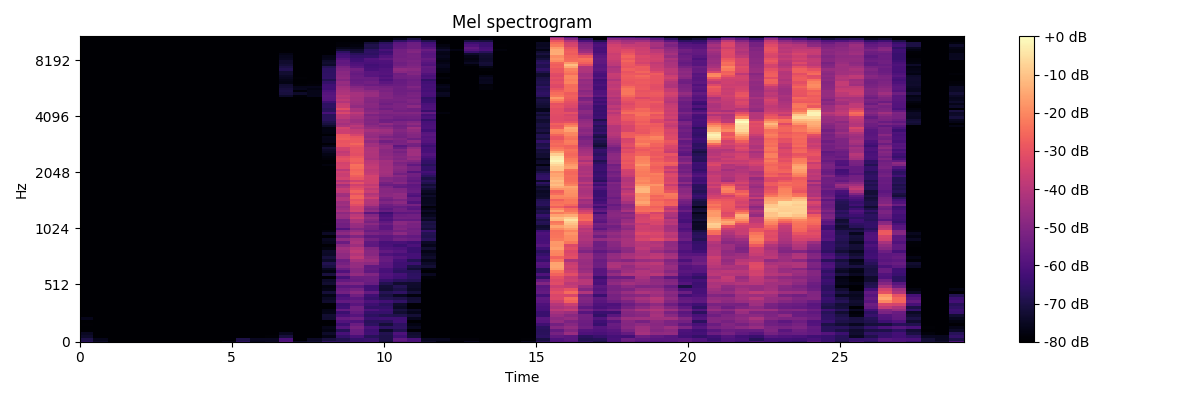 Mel spectrogram
+0 dB
8192
-10 dB
4096
-20 dB
-30 dB
Hz
2048
-40 dB
1024
-50 dB
-60 dB
512
-70 dB
0
-80 dB
0 5 10 15 20 25
Time